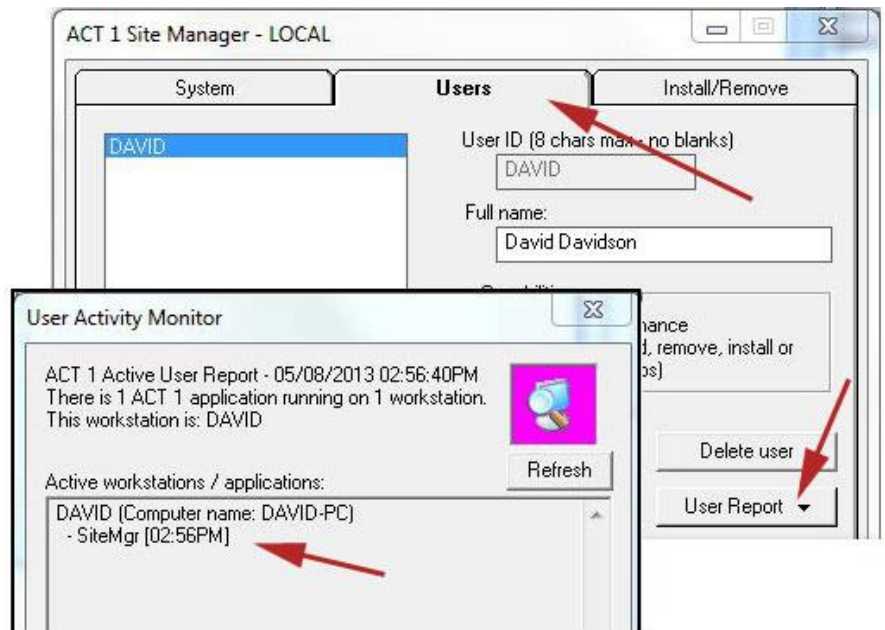 ACT 1 Site Manager - LOCAL
System
Users
Install/Remove
DAVID
User ID (8 chars max - no blanks)
DAVID
Full name:
David Davidson
remove, install or
Delete user
User Report
User Activity Monitor
ACT 1 Active User Report - 05/08/2013 02:56:40PM
There is 1 ACT 1 application running on 1 workstation.
This workstation is: DAVID
Refresh
Active workstations / applications:
DAVID (Computer name: DAVID-PC)
- SiteMgr [02:56PM]